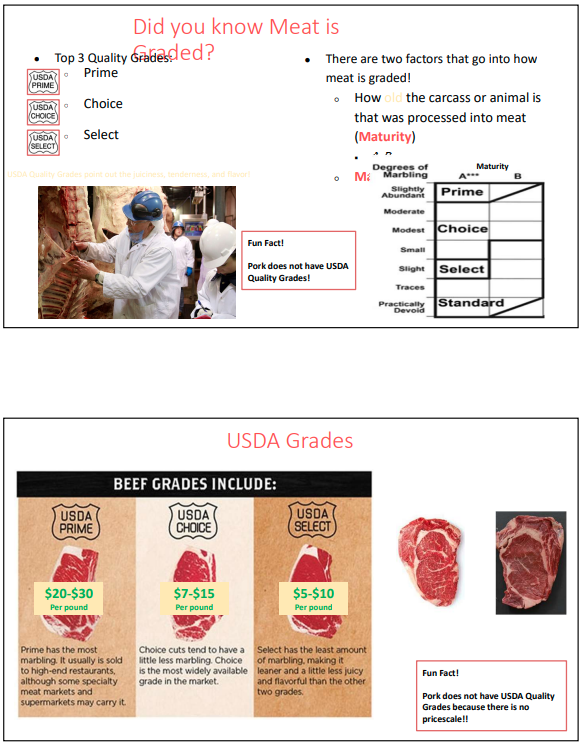 Did you know Meat is
Graded?
Top 3 Quality Grades:
USDA
PRIME
Prime
USDA
CHOICE
Choice
USDA
SELECT
Select
USDA Quality Grades point out the juiciness, tenderness, and flavor!
There are two factors that go into how
meat is graded!
How old the carcass or animal is
that was processed into meat
(Maturity)
Fun Fact!
Pork does not have USDA
Quality Grades!
Degrees of
Marbling
Maturity
A*** B
Slightly
Abundant
Prime
Moderate
Modest
Choice
Small
Slight
Select
Traces
Practically
Devoid
Standard
USDA Grades
BEEF GRADES INCLUDE:
USDA
PRIME
$20-$30
Per pound
Prime has the most
marbling. It usually is sold
to high-end restaurants,
although some specialty
meat markets and
supermarkets may carry it.
USDA
CHOICE
$7-$15
Per pound
Choice cuts tend to have a
little less marbling. Choice
is the most widely available
grade in the market.
USDA
SELECT
$5-$10
Per pound
Select has the least amount
of marbling, making it
leaner and a little less juicy
and flavorful than the other
two grades.
Fun Fact!
Pork does not have USDA Quality
Grades because there is no
pricescale!!